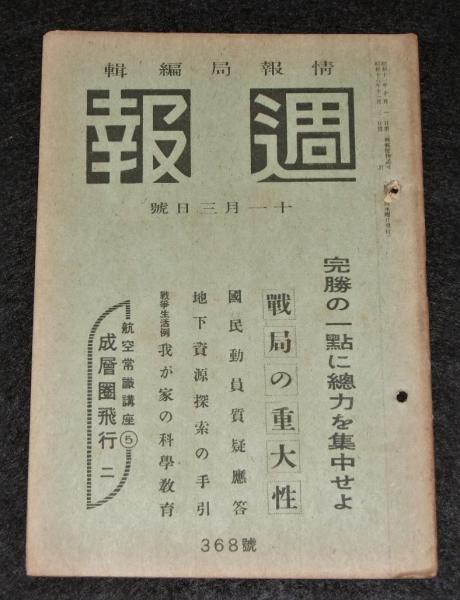 輯編局報情
報週
號日三月一十
完勝の一點に總力を集中せよ
戰局の重大性
國民動員質疑應答
地下資源探索の手引
戰爭生活例 我が家の科學教育
航空常識講座⑤
成層圈飛行 二
368號